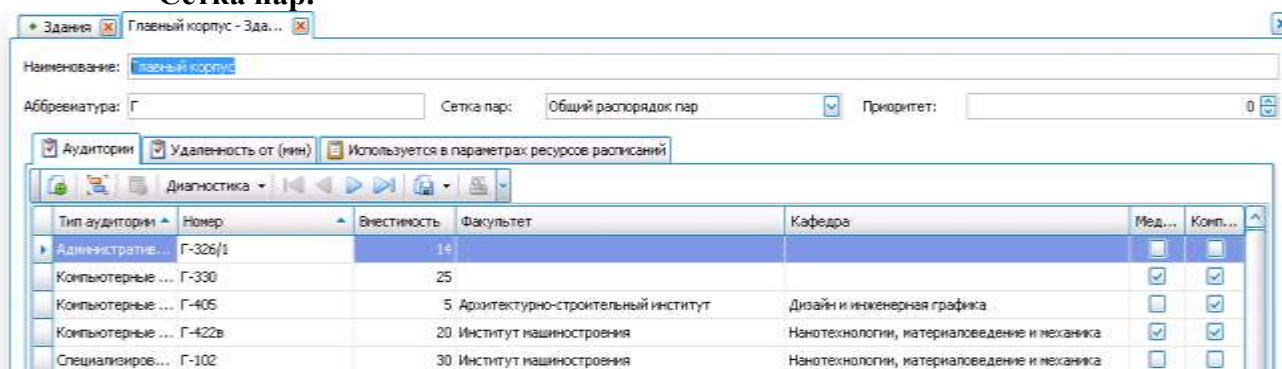 Сетка пар.
Здания Главный корпус - Зда...
Наименование: Главный корпус
Аббревиатура: Г Сетка пар: Общий распорядок пар Приоритет: 0
Аудитории Удаленность от (мин) Используется в параметрах ресурсов расписаний
Диагностика
Тип аудитории Номер Вместимость Факультет Кафедра Мед... Комп...
Административ... Г-326/1 14
Компьютерные ... Г-330 25
Компьютерные ... Г-405 5 Архитектурно-строительный институт Дизайн и инженерная графика
Компьютерные ... Г-422в 20 Институт машиностроения Нанотехнологии, материаловедение и механика
Специализиров... Г-102 30 Институт машиностроения Нанотехнологии, материаловедение и механика